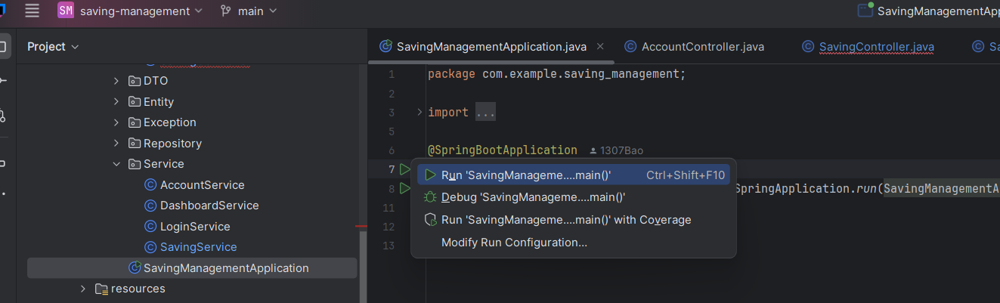 SM saving-management main SavingManagementApp
Project
SavingManagementApplication.java AccountController.java SavingController.java Sa
DTO
Entity
Exception
Repository
Service
AccountService
DashboardService
LoginService
SavingService
SavingManagementApplication
resources
1 package com.example.saving_management;
2
3 import ...
5
6 @SpringBootApplication 1307Bao
7
8 SpringApplication.run(SavingManagementA
11
12
13
Run 'SavingManageme....main()' Ctrl+Shift+F10
Debug 'SavingManageme....main()'
Run 'SavingManageme....main()' with Coverage
Modify Run Configuration...